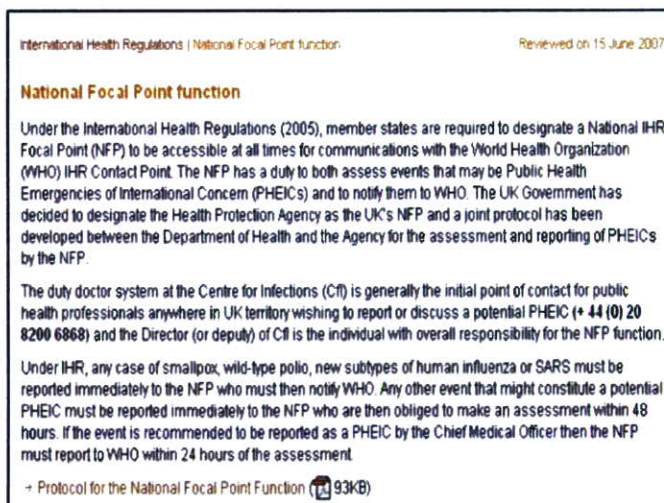 International Health Regulations | National Focal Point function Reviewed on 15 June 2007
National Focal Point function
Under the International Health Regulations (2005), member states are required to designate a National IHR
Focal Point (NFP) to be accessible at all times for communications with the World Health Organization
(WHO) IHR Contact Point. The NFP has a duty to both assess events that may be Public Health
Emergencies of International Concern (PHEICs) and to notify them to WHO. The UK Government has
decided to designate the Health Protection Agency as the UK's NFP and a joint protocol has been
developed between the Department of Health and the Agency for the assessment and reporting of PHEICs
by the NFP.
The duty doctor system at the Centre for Infections (CfI) is generally the initial point of contact for public
health professionals anywhere in UK territory wishing to report or discuss a potential PHEIC (+ 44 (0) 20
8200 6868) and the Director (or deputy) of CfI is the individual with overall responsibility for the NFP function.
Under IHR, any case of smallpox, wild-type polio, new subtypes of human influenza or SARS must be
reported immediately to the NFP who must then notify WHO. Any other event that might constitute a potential
PHEIC must be reported immediately to the NFP who are then obliged to make an assessment within 48
hours. If the event is recommended to be reported as a PHEIC by the Chief Medical Officer then the NFP
must report to WHO within 24 hours of the assessment.
→ Protocol for the National Focal Point Function (93KB)